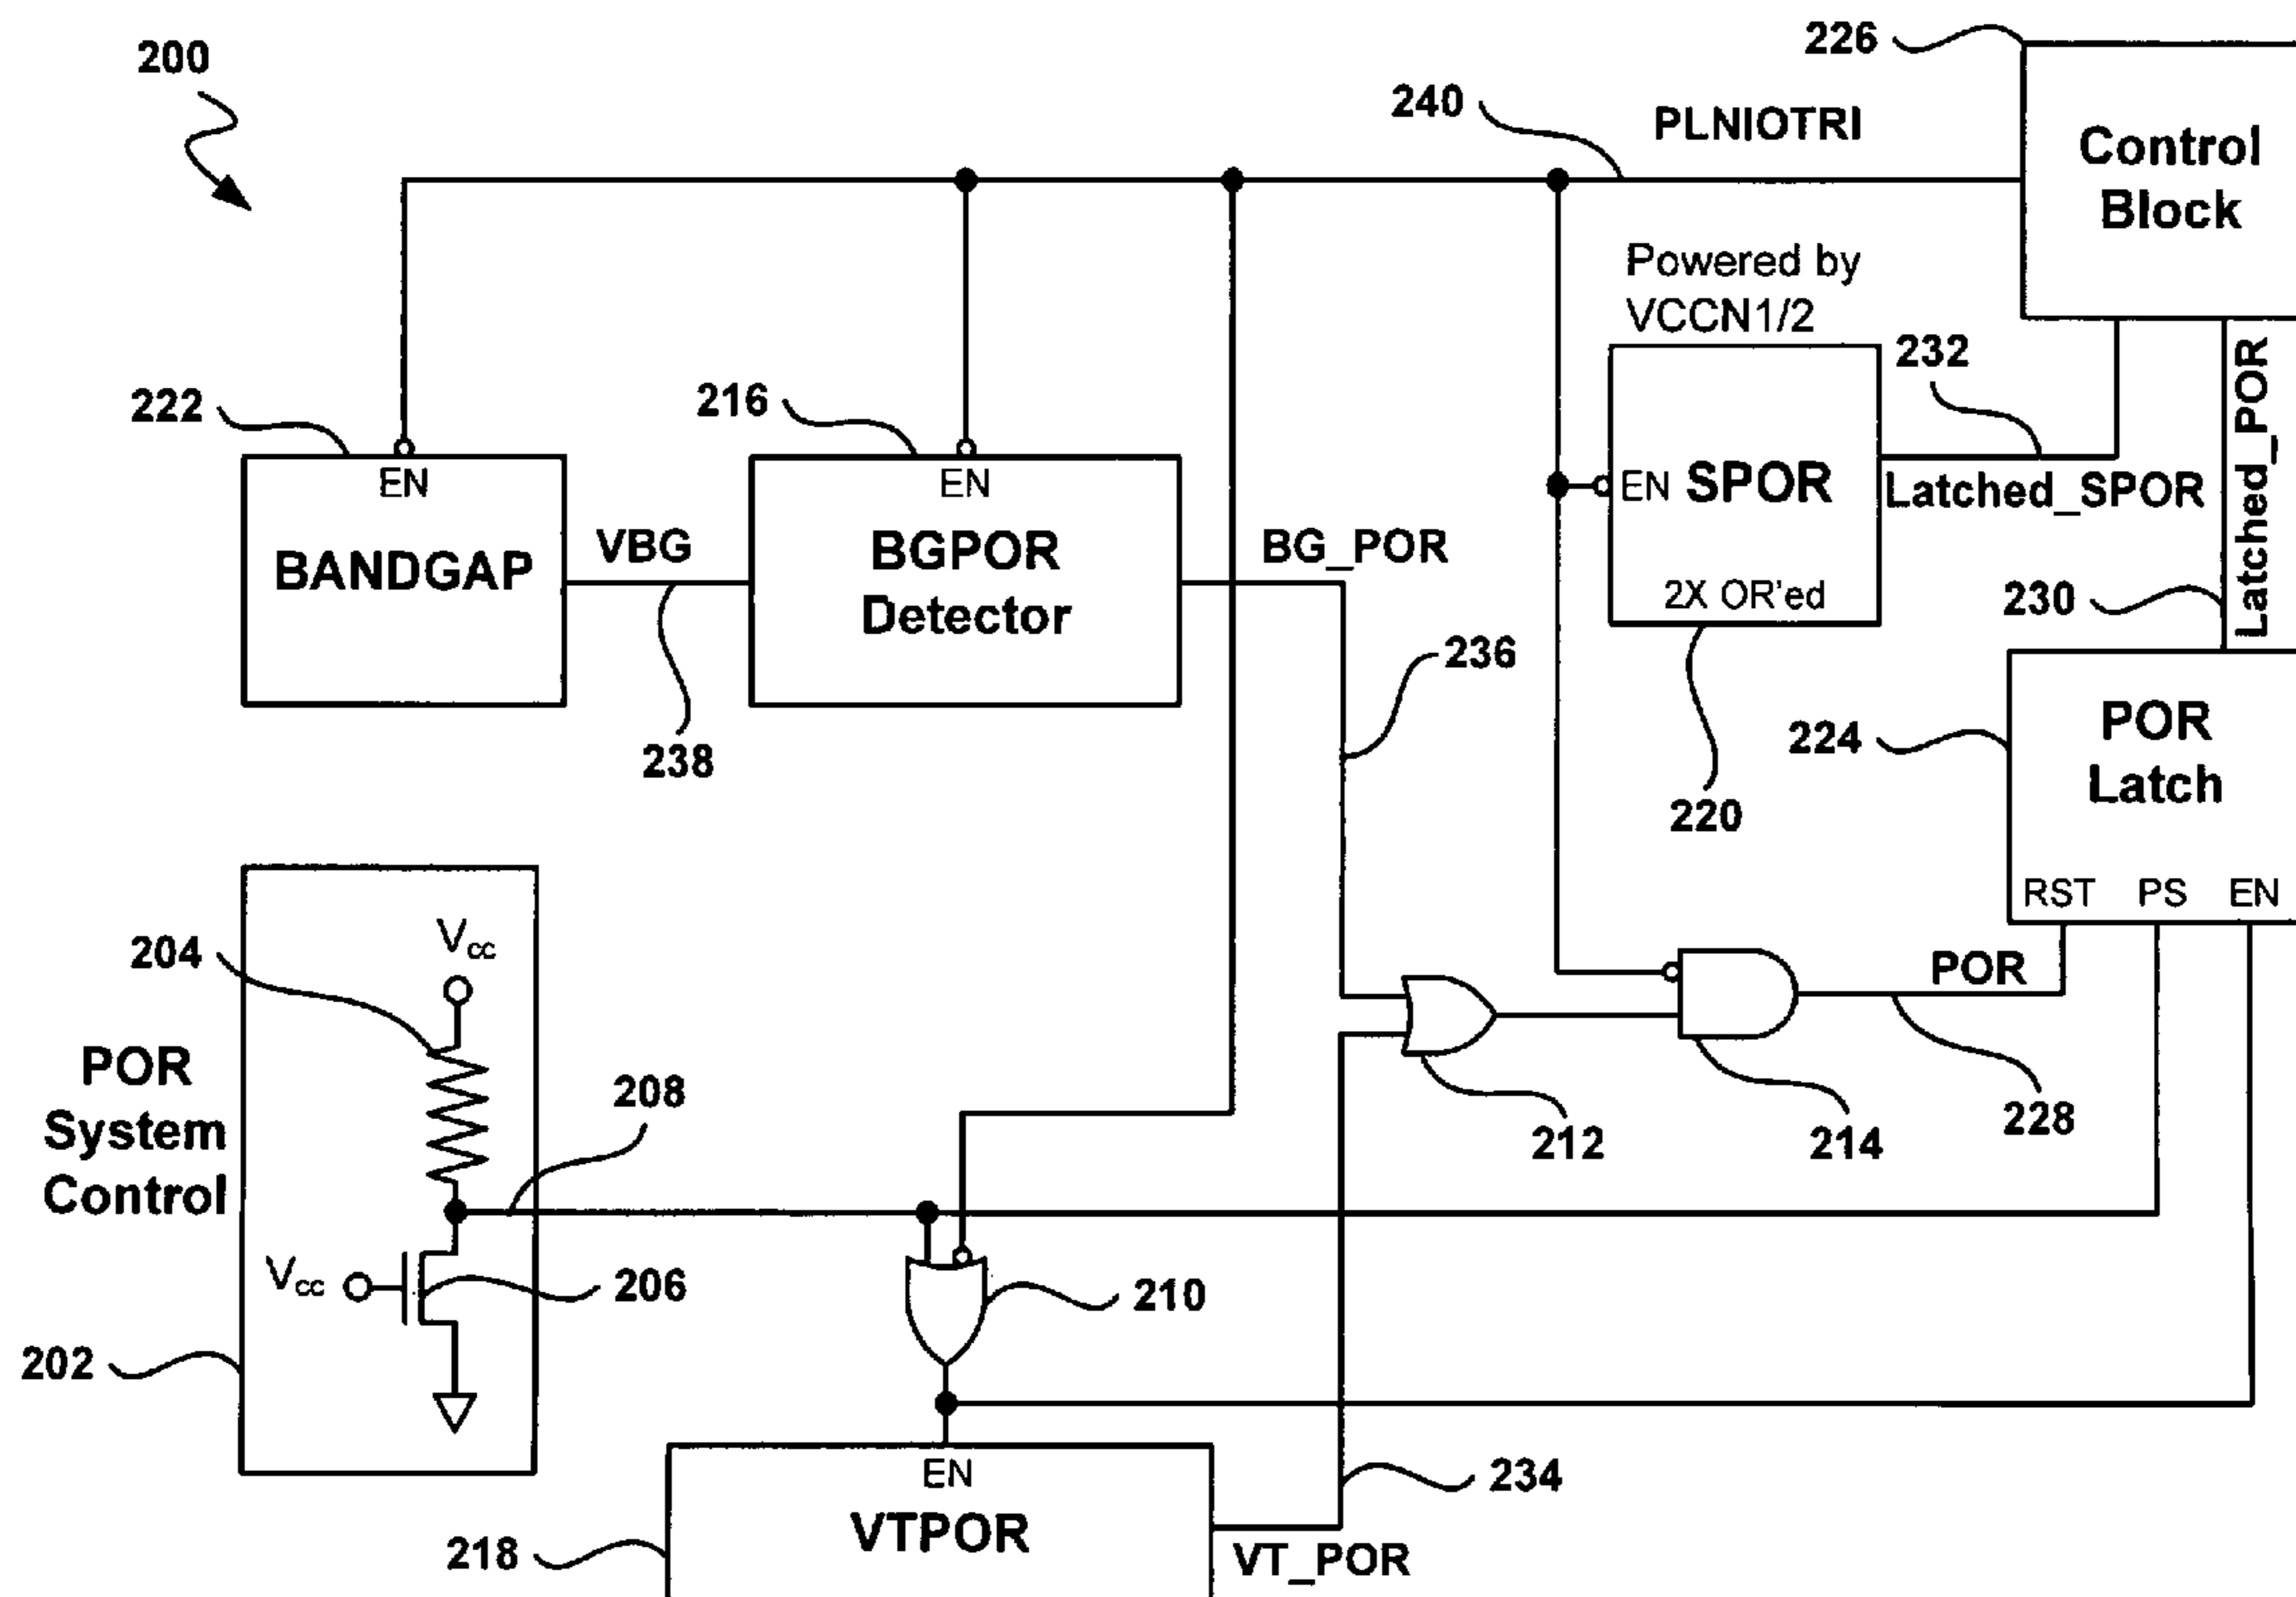 200
226
240
PLNIOTRI
Control
Block
Powered by
VCCN1/2
232
222
216
EN
EN
EN
SPOR
Latched_SPOR
Latched_POR
BANDGAP
VBG
BGPOR
Detector
BG_POR
2X OR'ed
230
236
238
220
224
POR
Latch
RST
PS
EN
204
Vcc
POR
212
214
228
POR
System
Control
208
Vcc
206
210
202
EN
VTPOR
218
234
VT_POR